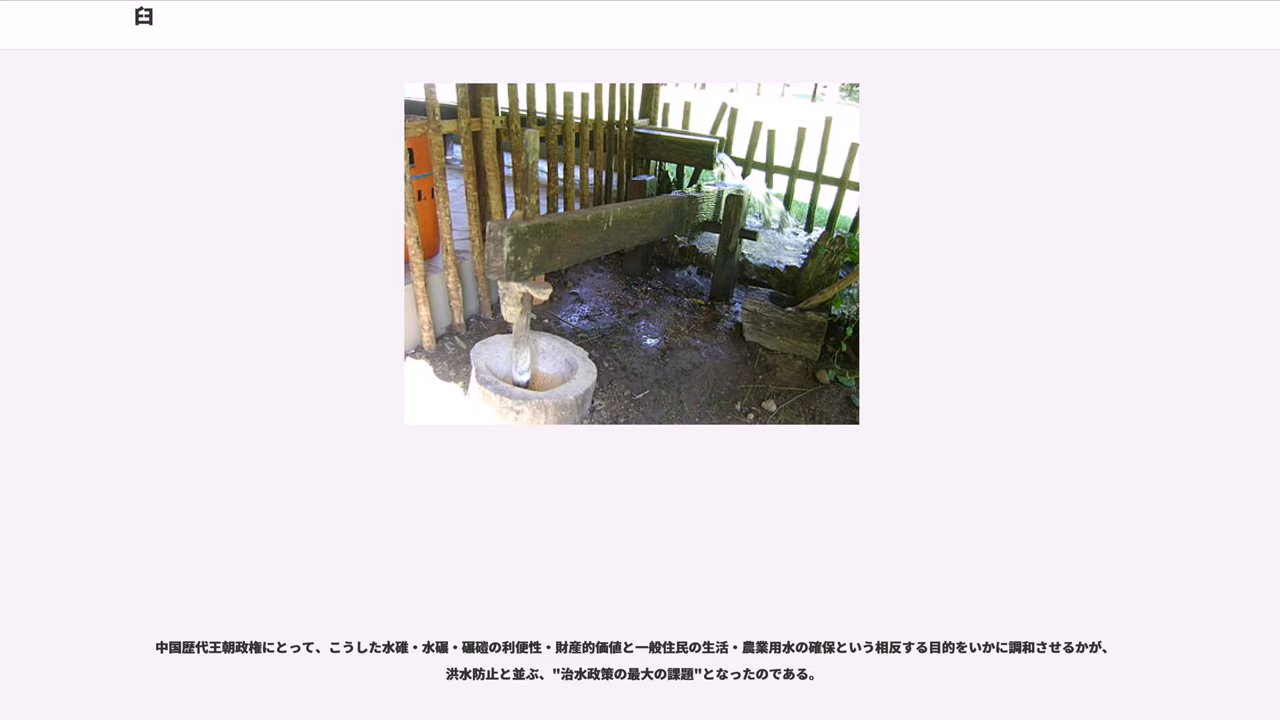 臼
中国歴代王朝政権にとって、こうした水碓・水碾・碾磑の利便性・財産的価値と一般住民の生活・農業用水の確保という相反する目的をいかに調和させるかが、
洪水防止と並ぶ、"治水政策の最大の課題"となったのである。